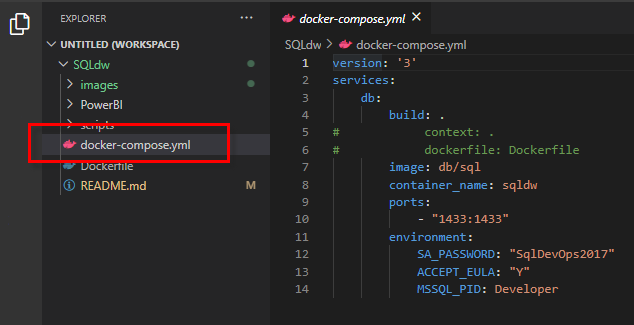 EXPLORER
UNTITLED (WORKSPACE)
SQLdw
images
PowerBI
scripts
docker-compose.yml
Dockerfile
README.md M
docker-compose.yml
SQLdw > docker-compose.yml
1 version: '3'
2 services:
3 db:
4 build: .
5 # context: .
6 # dockerfile: Dockerfile
7 image: db/sql
8 container_name: sqldw
9 ports:
10 - "1433:1433"
11 environment:
12 SA_PASSWORD: "SqlDevOps2017"
13 ACCEPT_EULA: "Y"
14 MSSQL_PID: Developer